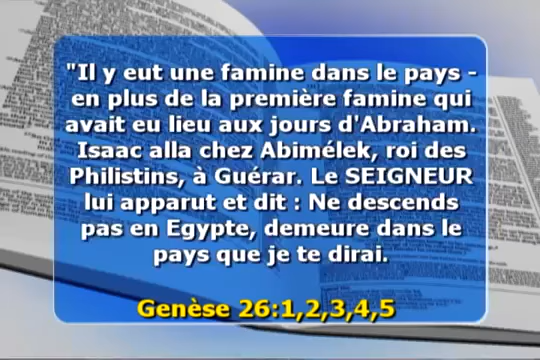 "Il y eut une famine dans le pays -
en plus de la première famine qui
avait eu lieu aux jours d'Abraham.
Isaac alla chez Abimélek, roi des
Philistins, à Guérar. Le SEIGNEUR
lui apparut et dit : Ne descends
pas en Egypte, demeure dans le
pays que je te dirai.
Genèse 26:1,2,3,4,5